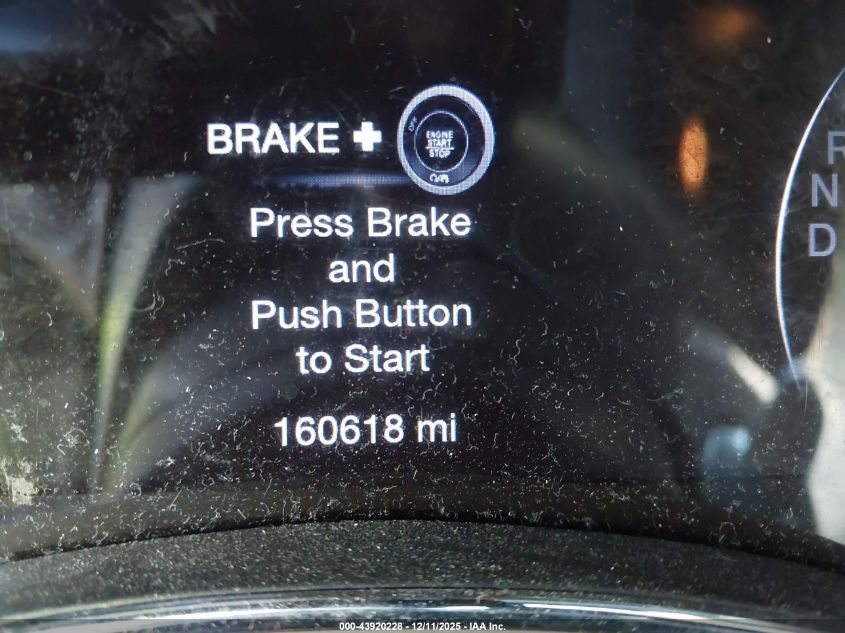 BRAKE +
OFF
ENGINE
START
STOP
Press Brake
and
Push Button
to Start
160618 mi
R
N
D
000-43920228 - 12/11/2025 - IAA Inc.